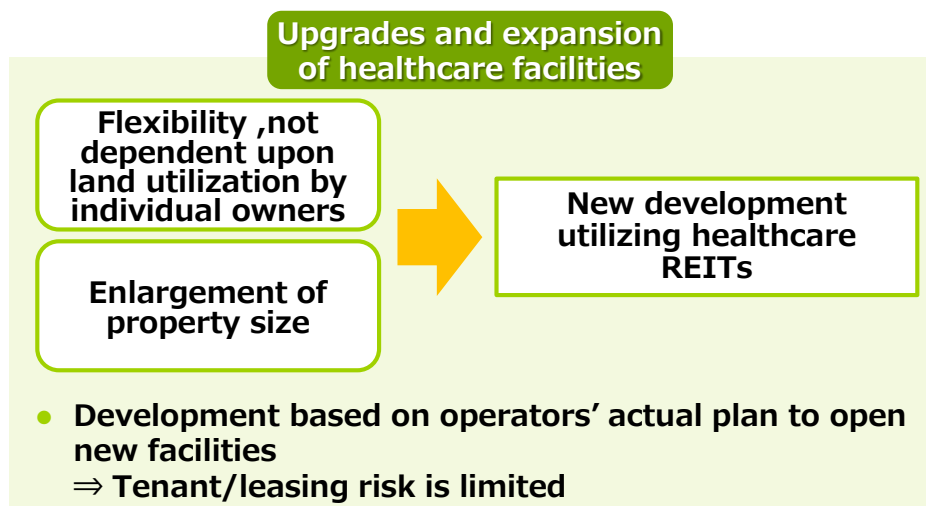 Upgrades and expansion
of healthcare facilities
Flexibility ,not
dependent upon
land utilization by
individual owners
Enlargement of
property size
New development
utilizing healthcare
REITs
● Development based on operators’ actual plan to open
new facilities
⇒ Tenant/leasing risk is limited